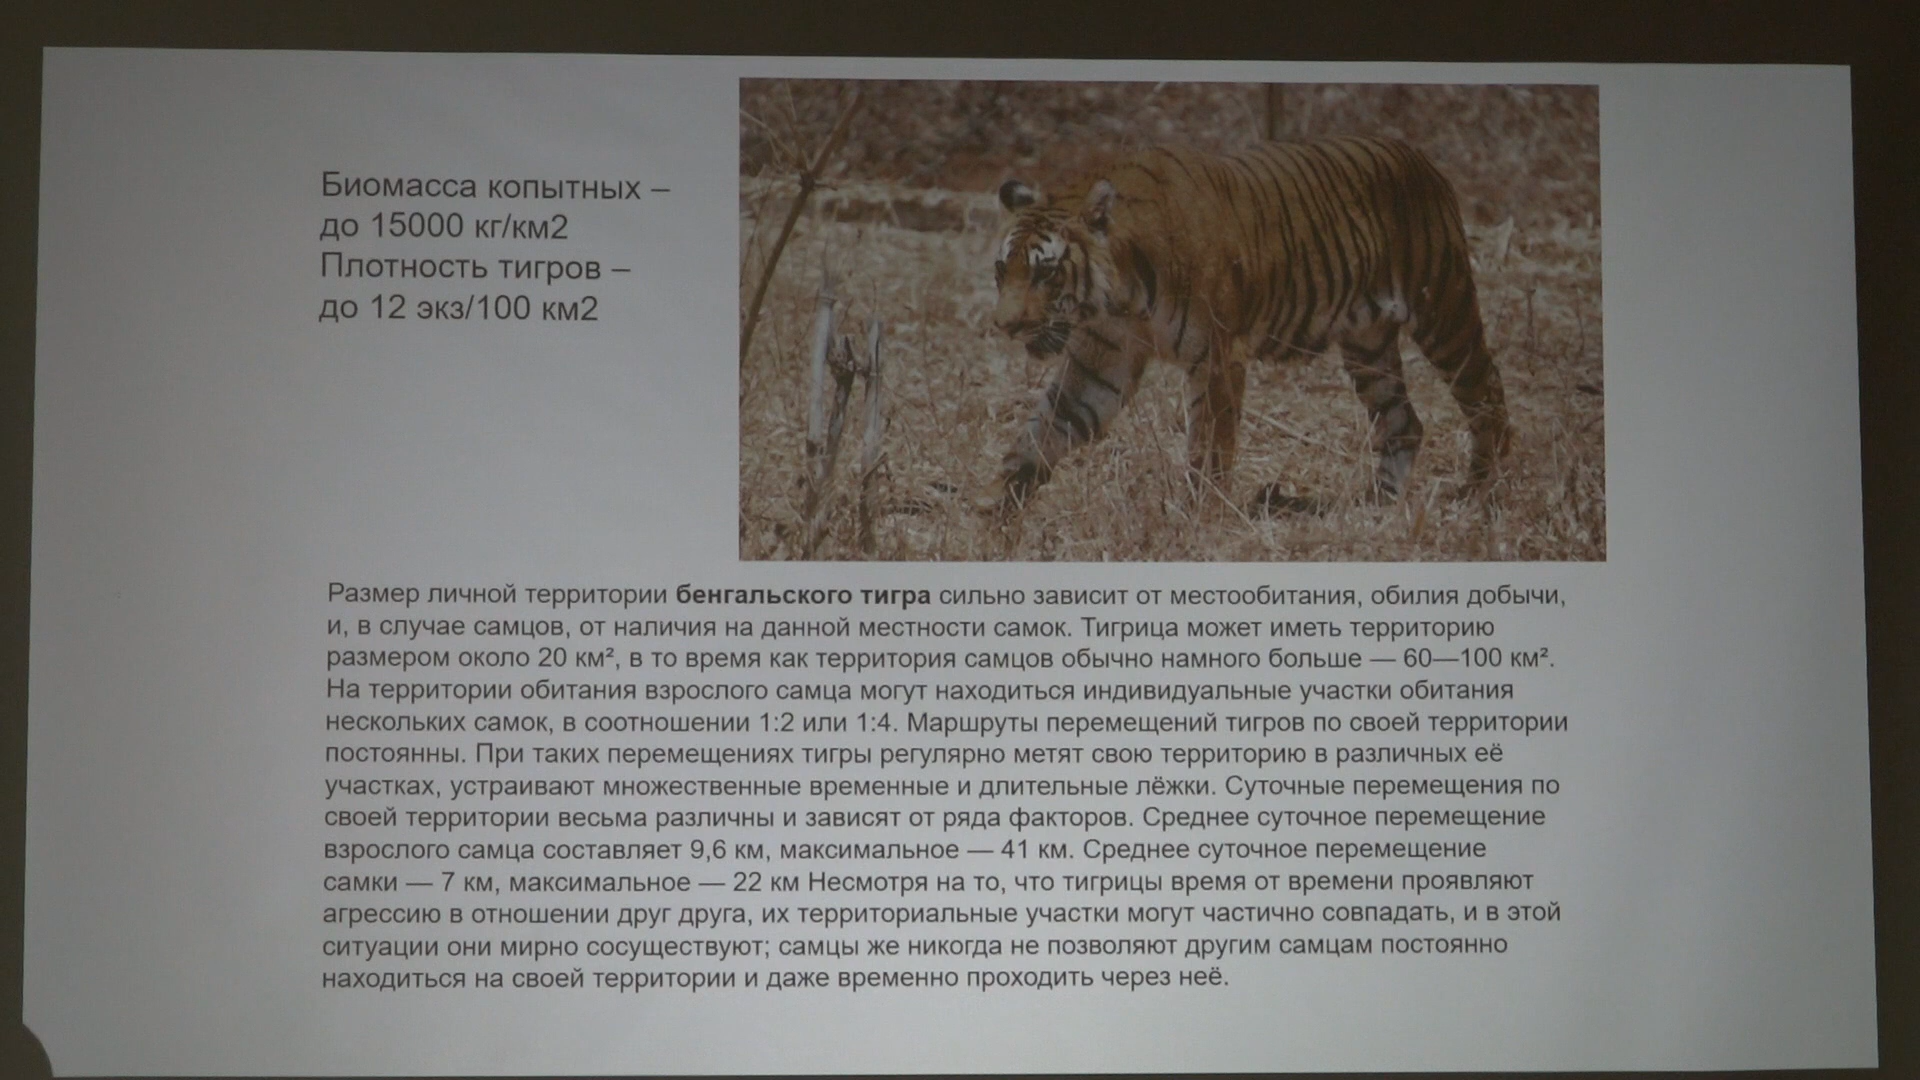 Биомасса копытных –
до 15000 кг/км2
Плотность тигров –
до 12 экз/100 км2
Размер личной территории бенгальского тигра сильно зависит от местообитания, обилия добычи,
и, в случае самцов, от наличия на данной местности самок. Тигрица может иметь территорию
размером около 20 км², в то время как территория самцов обычно намного больше — 60—100 км².
На территории обитания взрослого самца могут находиться индивидуальные участки обитания
нескольких самок, в соотношении 1:2 или 1:4. Маршруты перемещений тигров по своей территории
постоянны. При таких перемещениях тигры регулярно метят свою территорию в различных её
участках, устраивают множественные временные и длительные лёжки. Суточные перемещения по
своей территории весьма различны и зависят от ряда факторов. Среднее суточное перемещение
взрослого самца составляет 9,6 км, максимальное — 41 км. Среднее суточное перемещение
самки — 7 км, максимальное — 22 км Несмотря на то, что тигрицы время от времени проявляют
агрессию в отношении друг друга, их территориальные участки могут частично совпадать, и в этой
ситуации они мирно сосуществуют; самцы же никогда не позволяют другим самцам постоянно
находиться на своей территории и даже временно проходить через неё.